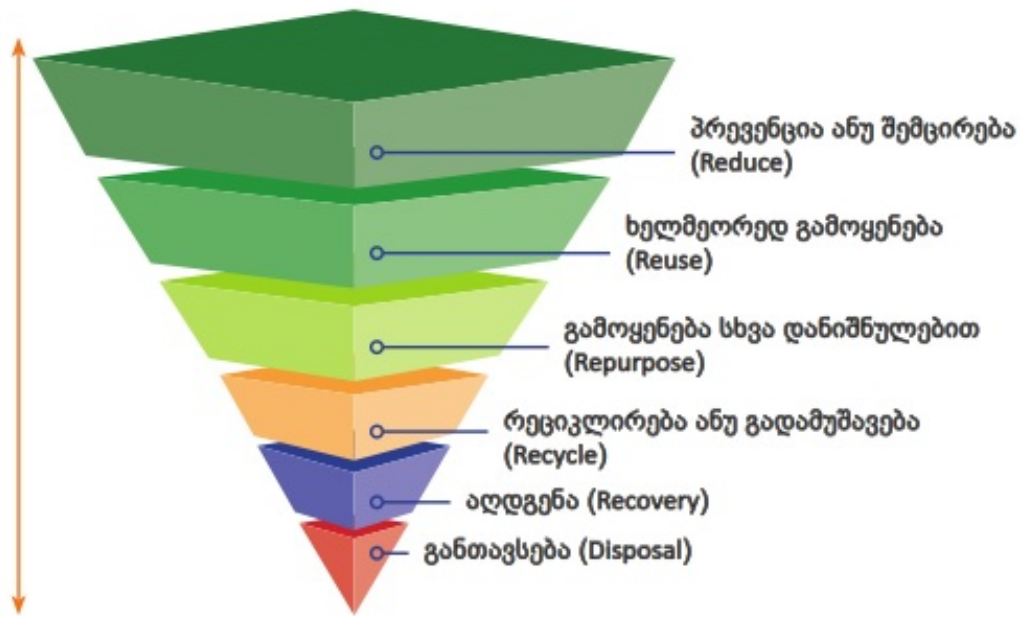 პრევენცია ანუ შემცირება
(Reduce)
ხელმეორედ გამოყენება
(Reuse)
გამოყენება სხვა დანიშნულებით
(Repurpose)
რეციკლირება ანუ გადამუშავება
(Recycle)
აღდგენა (Recovery)
განთავსება (Disposal)